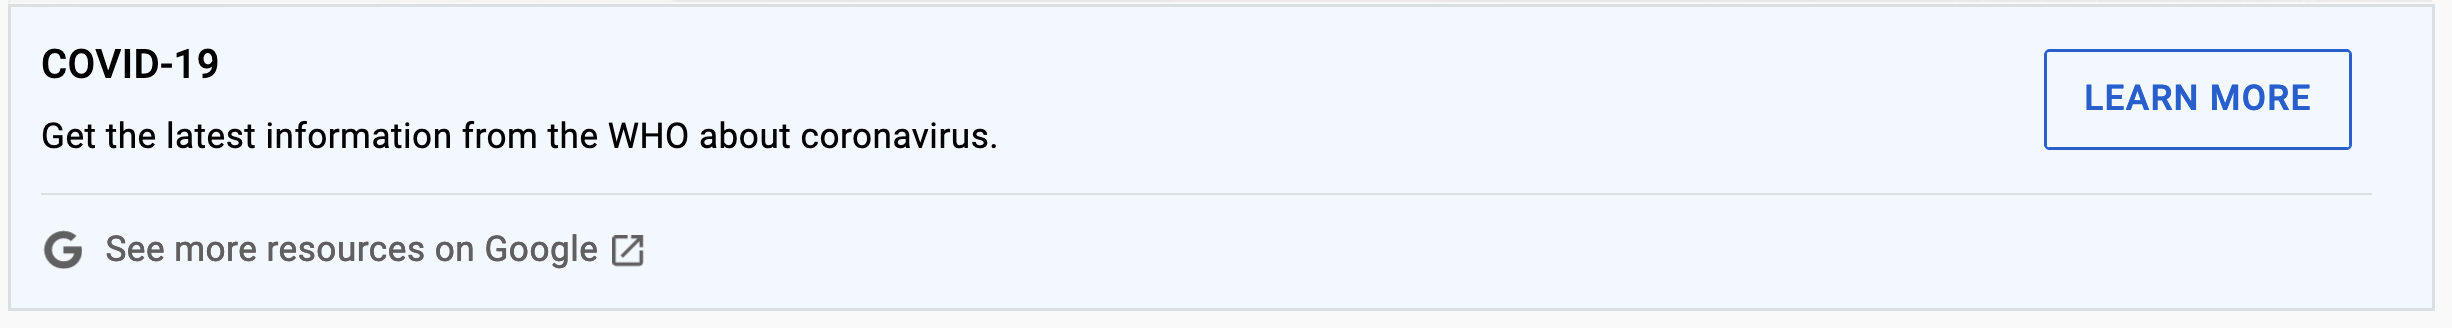 COVID-19
Get the latest information from the WHO about coronavirus.
LEARN MORE
See more resources on Google